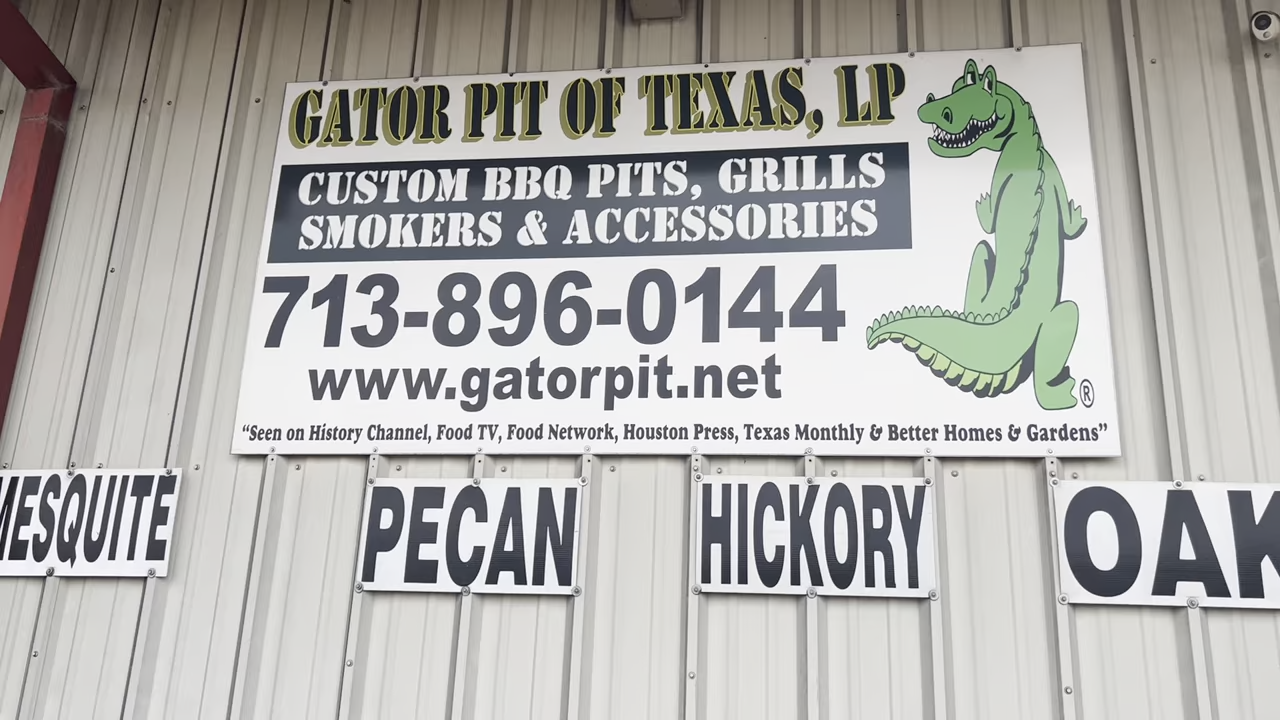 GATOR PIT OF TEXAS, LP
CUSTOM BBQ PITS, GRILLS
SMOKERS & ACCESSORIES
713-896-0144
www.gatorpit.net
®
“Seen on History Channel, Food TV, Food Network, Houston Press, Texas Monthly & Better Homes & Gardens”
MESQUITE
PECAN
HICKORY
OAK